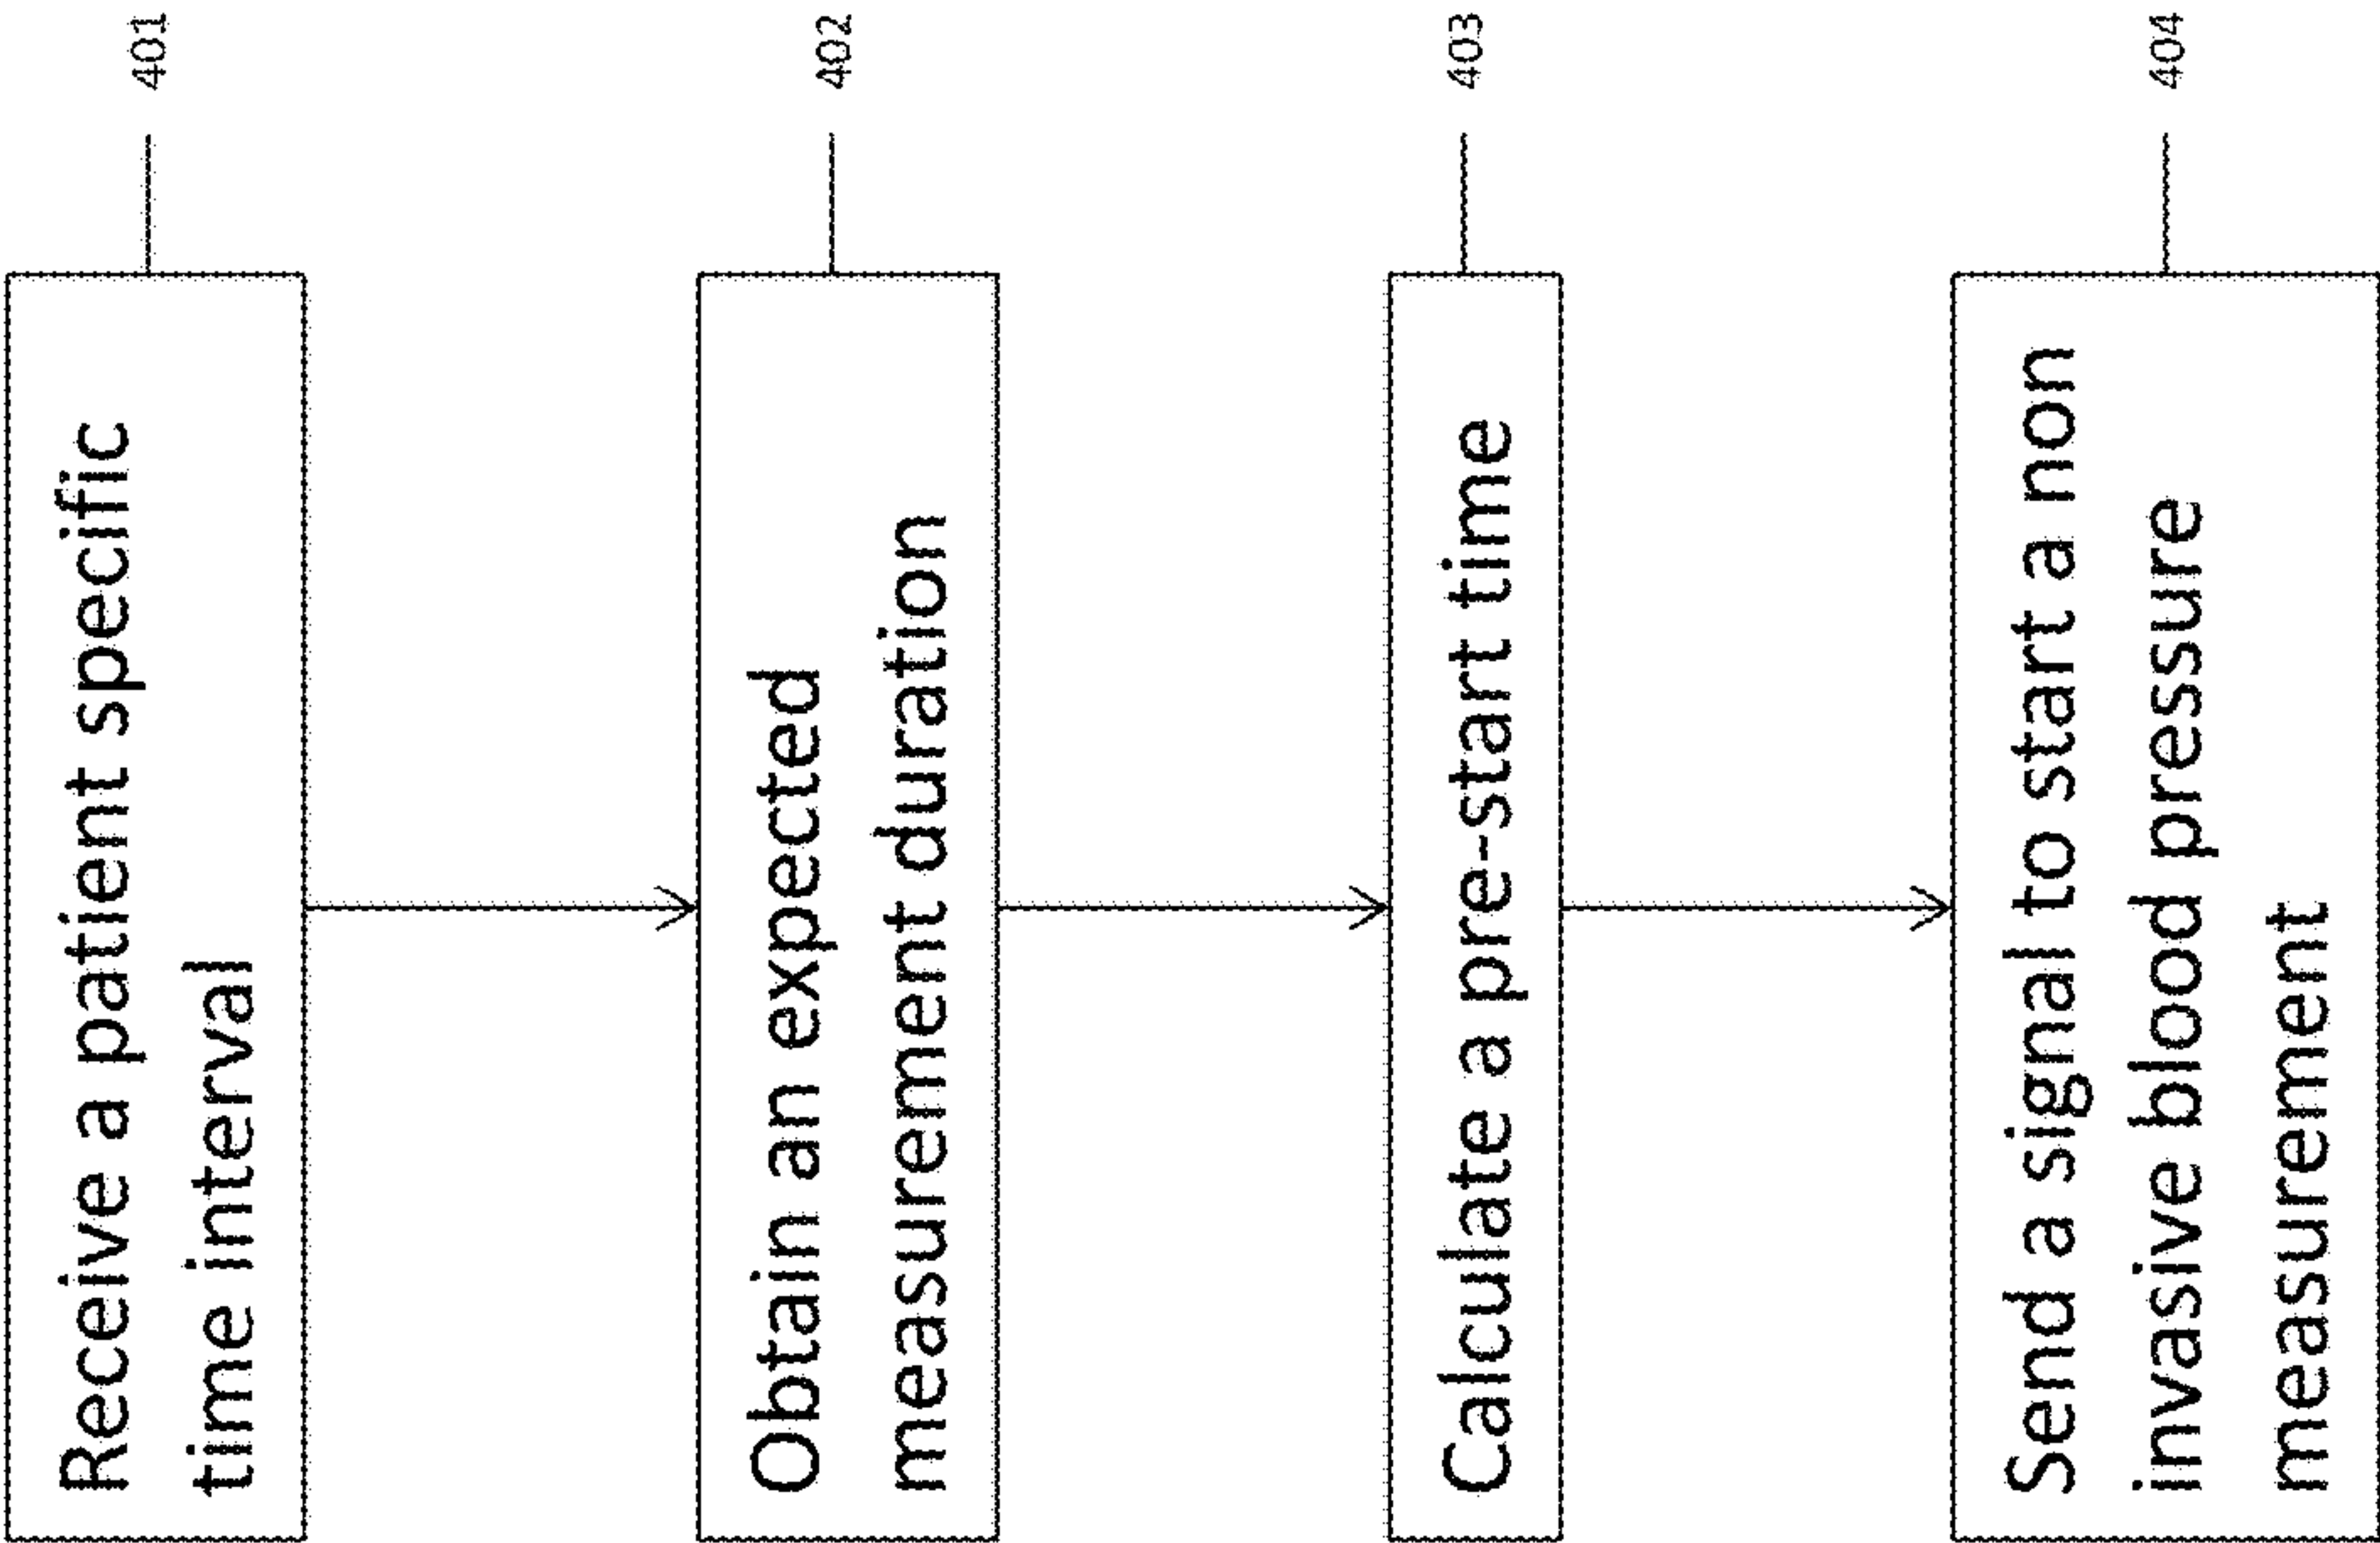 Receive a patient specific
time interval
401
Obtain an expected
measurement duration
402
Calculate a pre-start time
403
Send a signal to start a non
invasive blood pressure
measurement
404